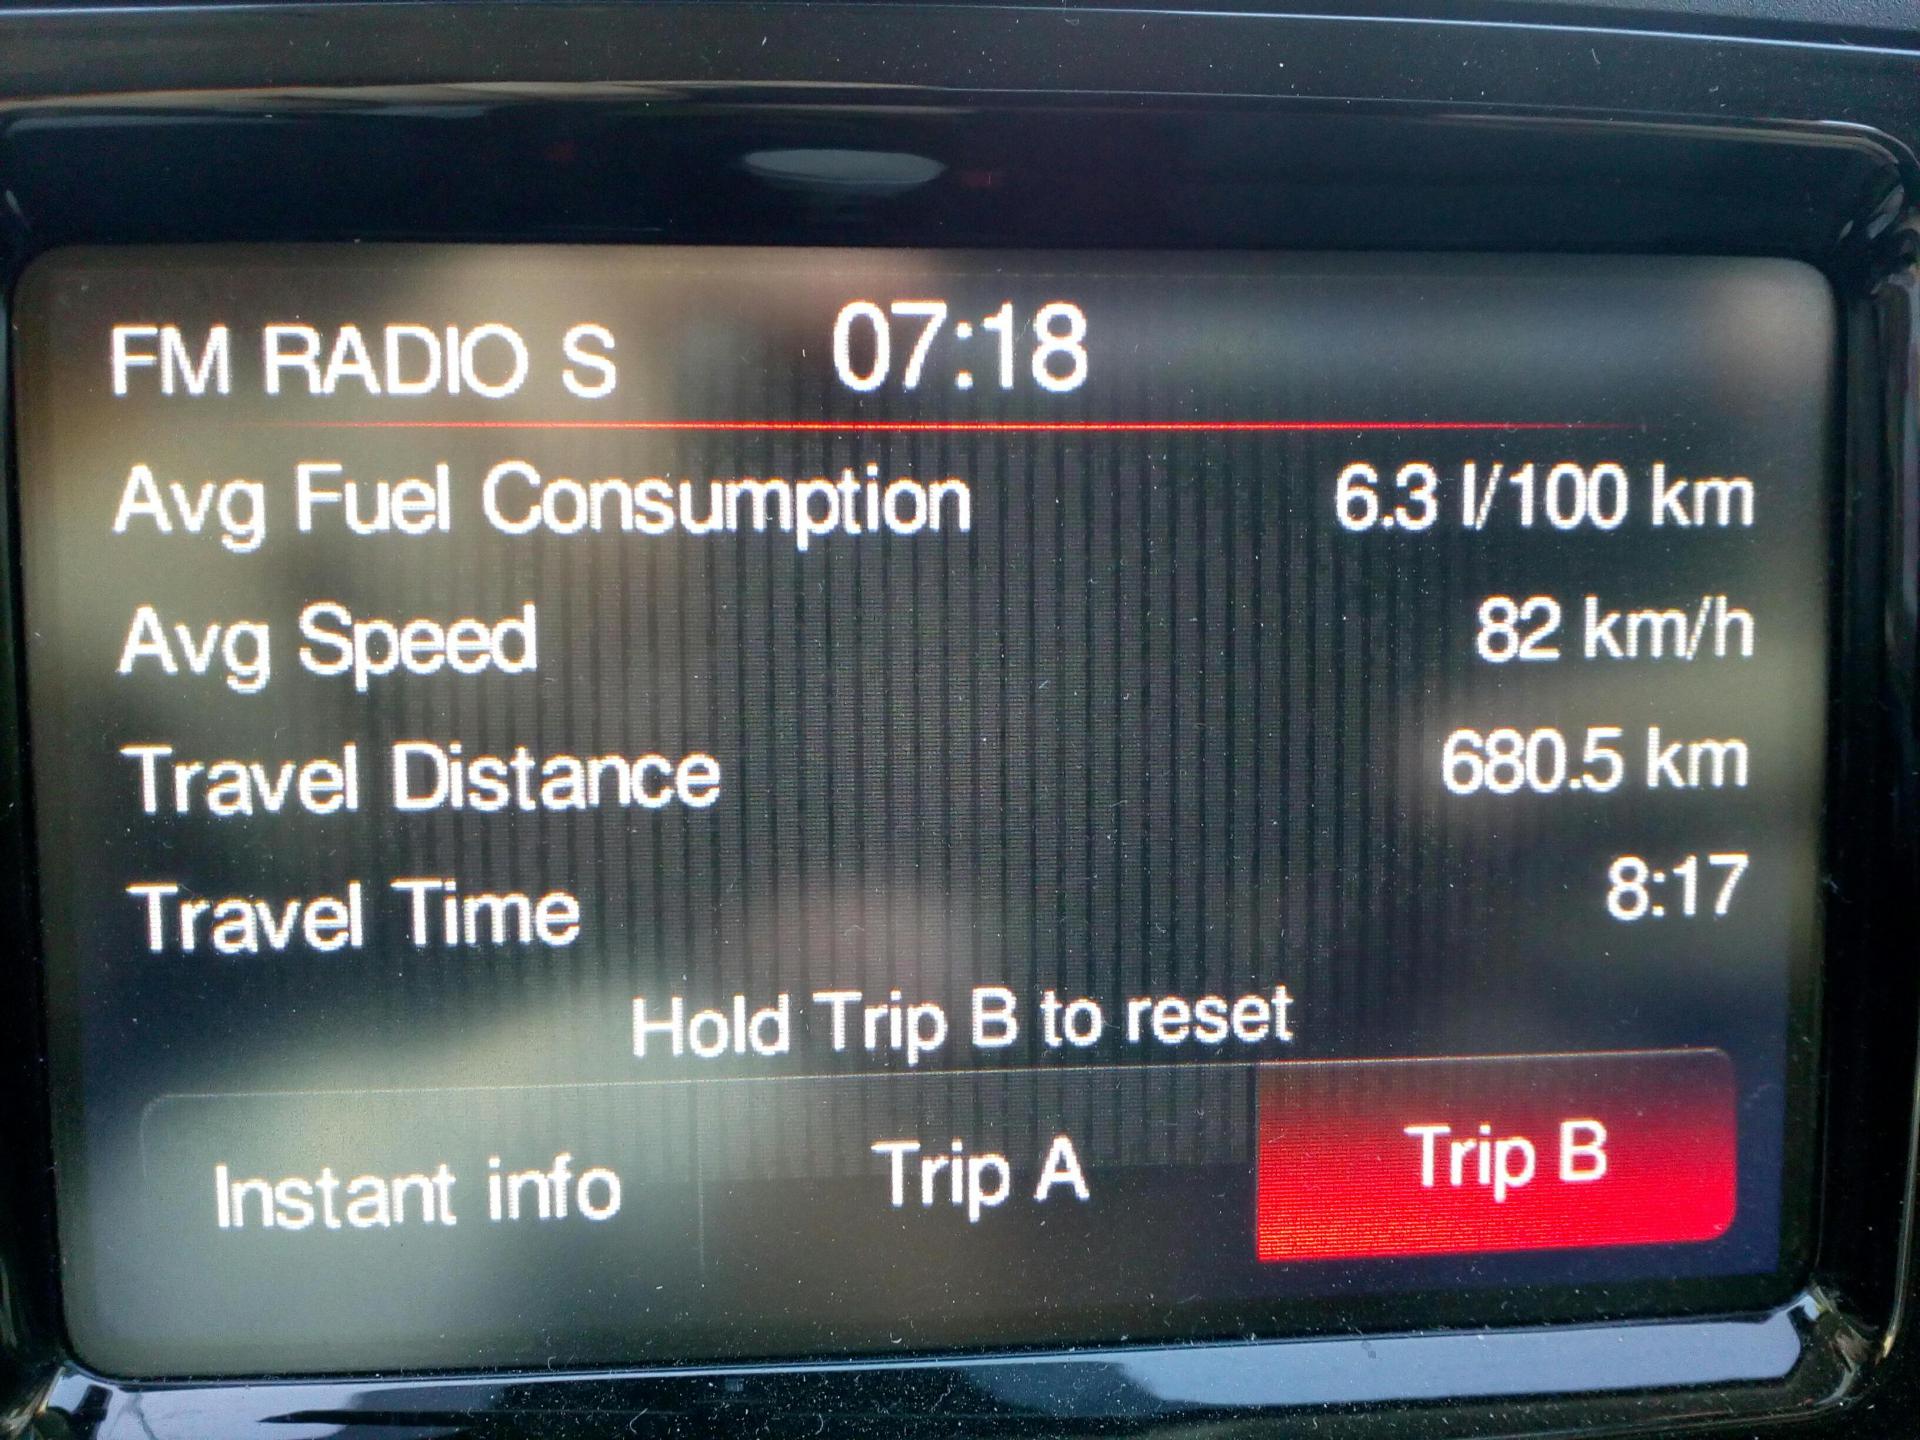 FM RADIO S 07:18
Avg Fuel Consumption 6.3 l/100 km
Avg Speed 82 km/h
Travel Distance 680.5 km
Travel Time 8:17
Hold Trip B to reset
Instant info Trip A Trip B